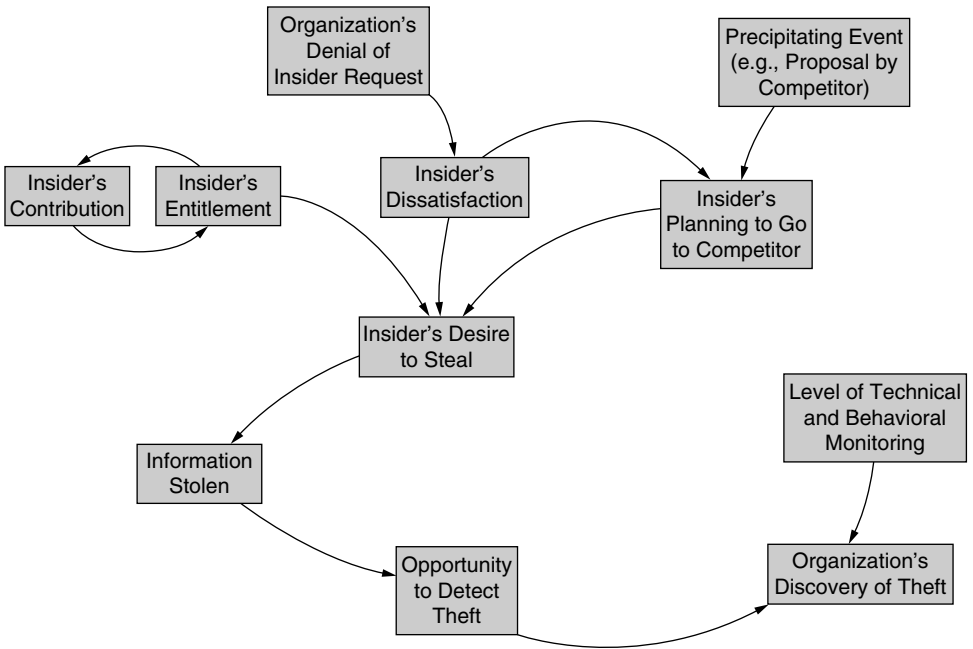 Organization’s
Denial of
Insider Request
Precipitating Event
(e.g., Proposal by
Competitor)
Insider’s
Contribution
Insider’s
Entitlement
Insider’s
Dissatisfaction
Insider’s
Planning to Go
to Competitor
Insider’s Desire
to Steal
Level of Technical
and Behavioral
Monitoring
Information
Stolen
Opportunity
to Detect
Theft
Organization’s
Discovery of Theft